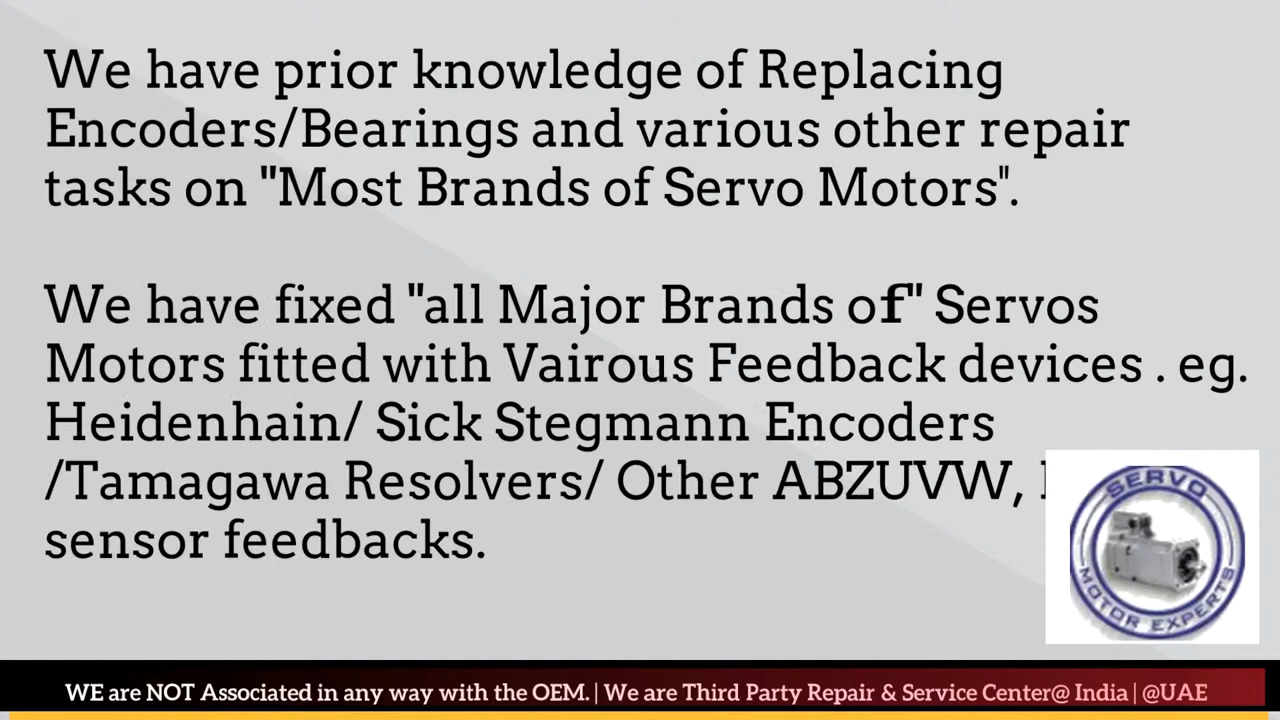 We have prior knowledge of Replacing
Encoders/Bearings and various other repair
tasks on "Most Brands of Servo Motors".
We have fixed "all Major Brands of" Servos
Motors fitted with Vairous Feedback devices . eg.
Heidenhain/ Sick Stegmann Encoders
/Tamagawa Resolvers/ Other ABZUVW,
sensor feedbacks.
SERVO
MOTOR EXPERTS
WE are NOT Associated in any way with the OEM. | We are Third Party Repair & Service Center@ India | @UAE